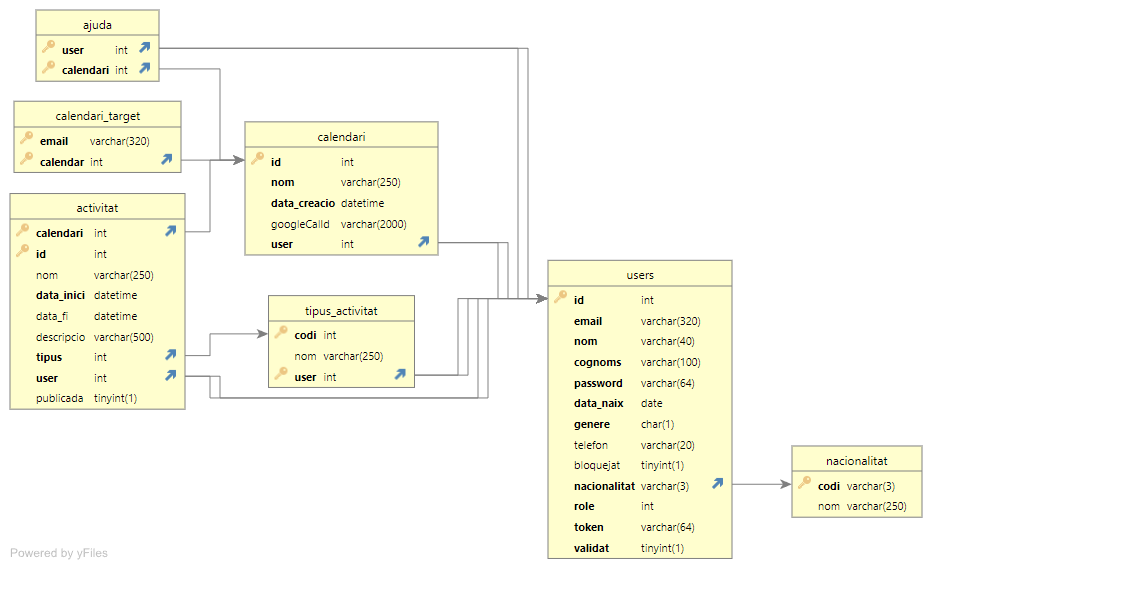 ajuda
user int
calendari int
calendari_target
email varchar(320)
calendar int
activitat
calendari int
id int
nom varchar(250)
data_inici datetime
data_fi datetime
descripcio varchar(500)
tipus int
user int
publicada tinyint(1)
calendari
id int
nom varchar(250)
data_creacio datetime
googleCalId varchar(2000)
user int
tipus_activitat
codi int
nom varchar(250)
user int
users
id int
email varchar(320)
nom varchar(40)
cognoms varchar(100)
password varchar(64)
data_naix date
genere char(1)
telefon varchar(20)
bloquejat tinyint(1)
nacionalitat varchar(3)
role int
token varchar(64)
validat tinyint(1)
nacionalitat
codi varchar(3)
nom varchar(250)
Powered by yFiles